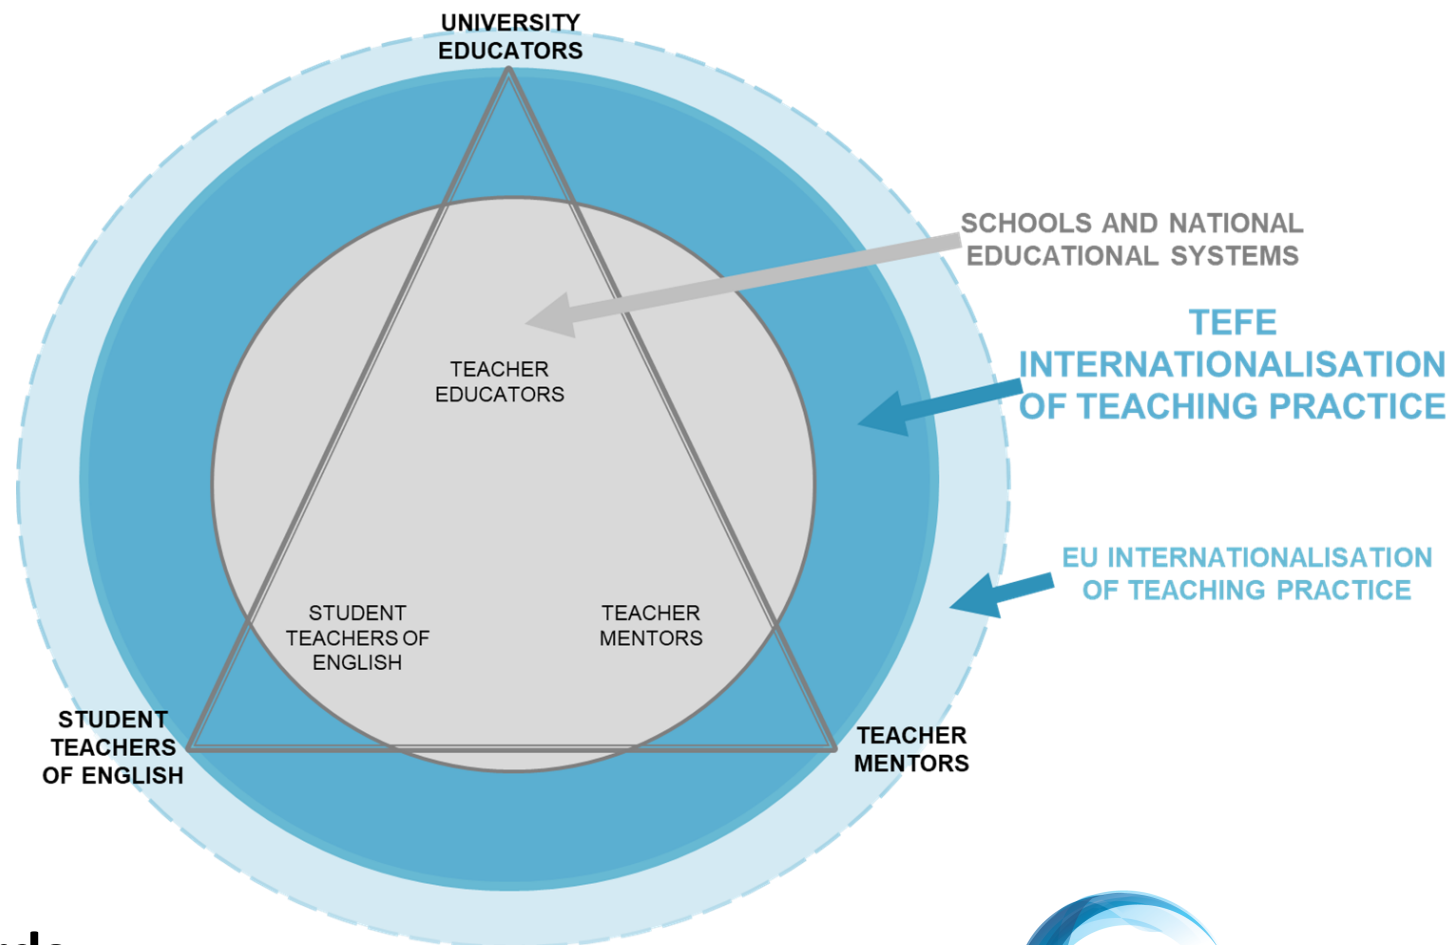 UNIVERSITY
EDUCATORS
SCHOOLS AND NATIONAL
EDUCATIONAL SYSTEMS
TEFE
INTERNATIONALISATION
OF TEACHING PRACTICE
TEACHER
EDUCATORS
EU INTERNATIONALISATION
OF TEACHING PRACTICE
STUDENT
TEACHERS OF
ENGLISH
TEACHER
MENTORS
STUDENT
TEACHERS
OF ENGLISH
TEACHER
MENTORS